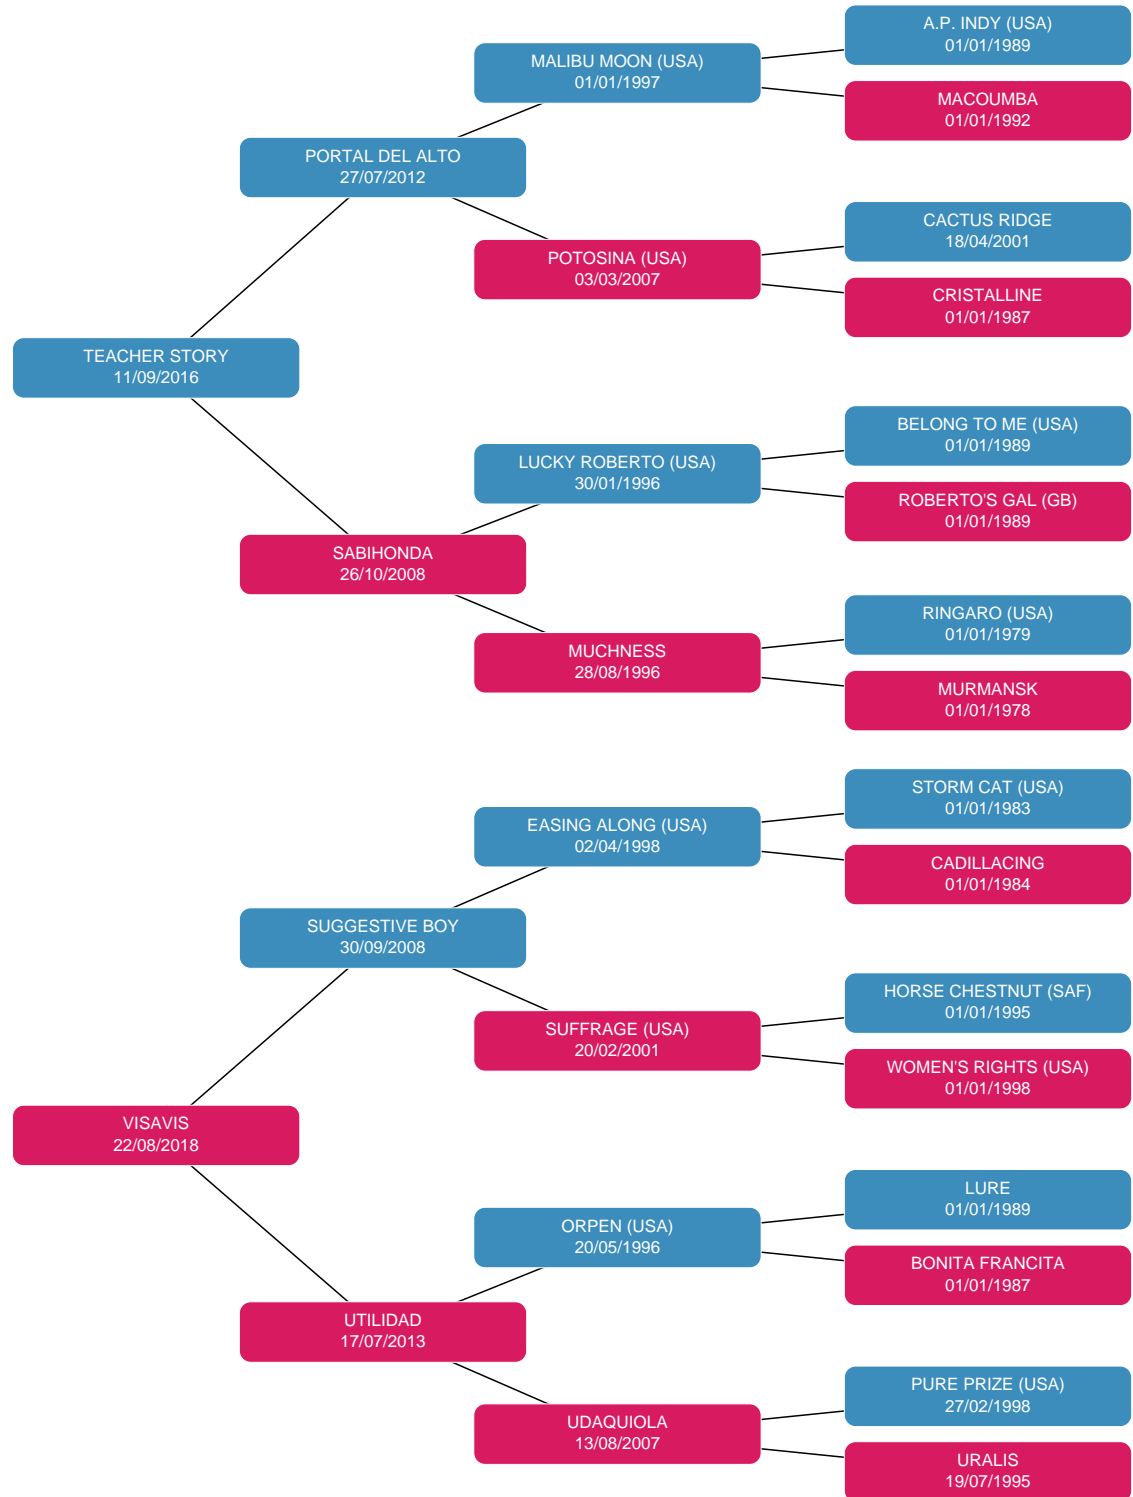 A.P. INDY (USA)
01/01/1989
MALIBU MOON (USA)
01/01/1997
MACOUMBA
01/01/1992
PORTAL DEL ALTO
27/07/2012
CACTUS RIDGE
18/04/2001
POTOSINA (USA)
03/03/2007
CRISTALLINE
01/01/1987
TEACHER STORY
11/09/2016
BELONG TO ME (USA)
01/01/1989
LUCKY ROBERTO (USA)
30/01/1996
ROBERTO'S GAL (GB)
01/01/1989
SABIHONDA
26/10/2008
RINGARO (USA)
01/01/1979
MUCHNESS
28/08/1996
MURMANSK
01/01/1978
STORM CAT (USA)
01/01/1983
EASING ALONG (USA)
02/04/1998
CADILLACING
01/01/1984
SUGGESTIVE BOY
30/09/2008
HORSE CHESTNUT (SAF)
01/01/1995
SUFFRAGE (USA)
20/02/2001
WOMEN'S RIGHTS (USA)
01/01/1998
VISAVIS
22/08/2018
LURE
01/01/1989
ORPEN (USA)
20/05/1996
BONITA FRANCITA
01/01/1987
UTILIDAD
17/07/2013
PURE PRIZE (USA)
27/02/1998
UDAQUIOLA
13/08/2007
URALIS
19/07/1995